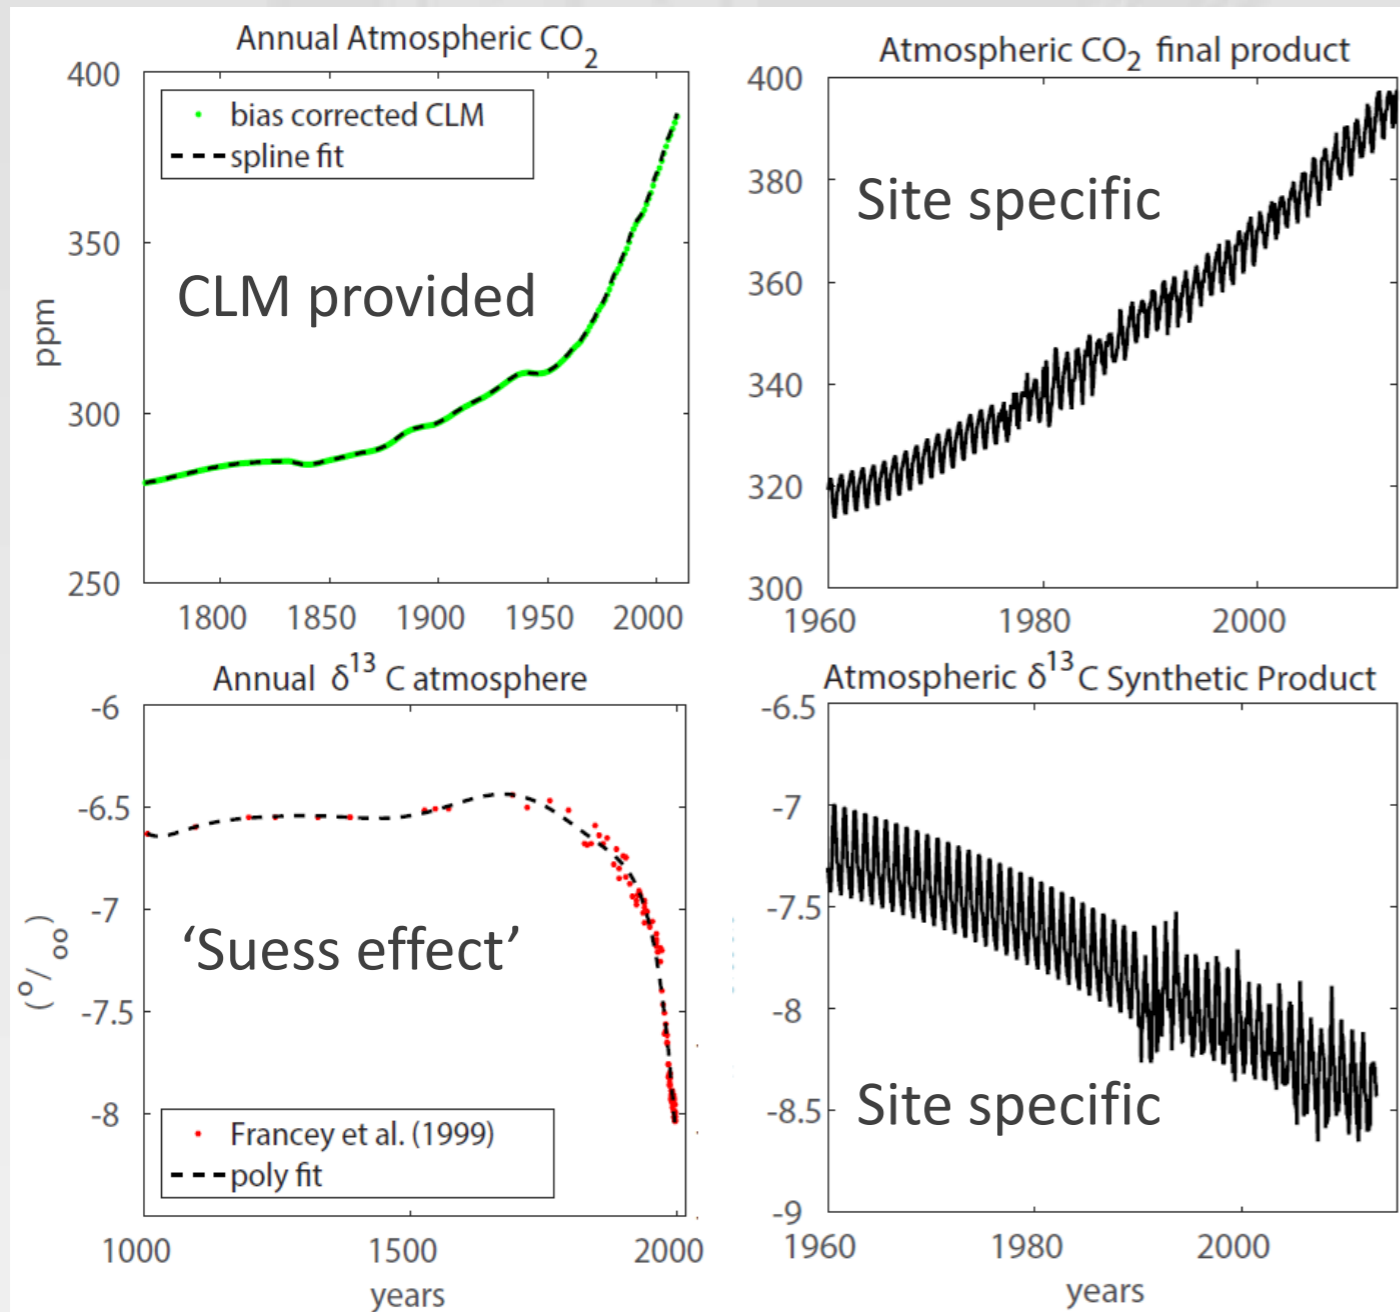 Annual Atmospheric CO₂
400
350
300
250
ppm
bias corrected CLM
spline fit
CLM provided
1800 1850 1900 1950 2000
Atmospheric CO₂ final product
400
380
360
340
320
300
Site specific
1960 1980 2000
Annual δ¹³ C atmosphere
-6
-6.5
-7
-7.5
-8
(o/oo)
'Suess effect'
Francey et al. (1999)
poly fit
1000 1500 2000
years
Atmospheric δ¹³ C Synthetic Product
-6.5
-7
-7.5
-8
-8.5
-9
Site specific
1960 1980 2000
years